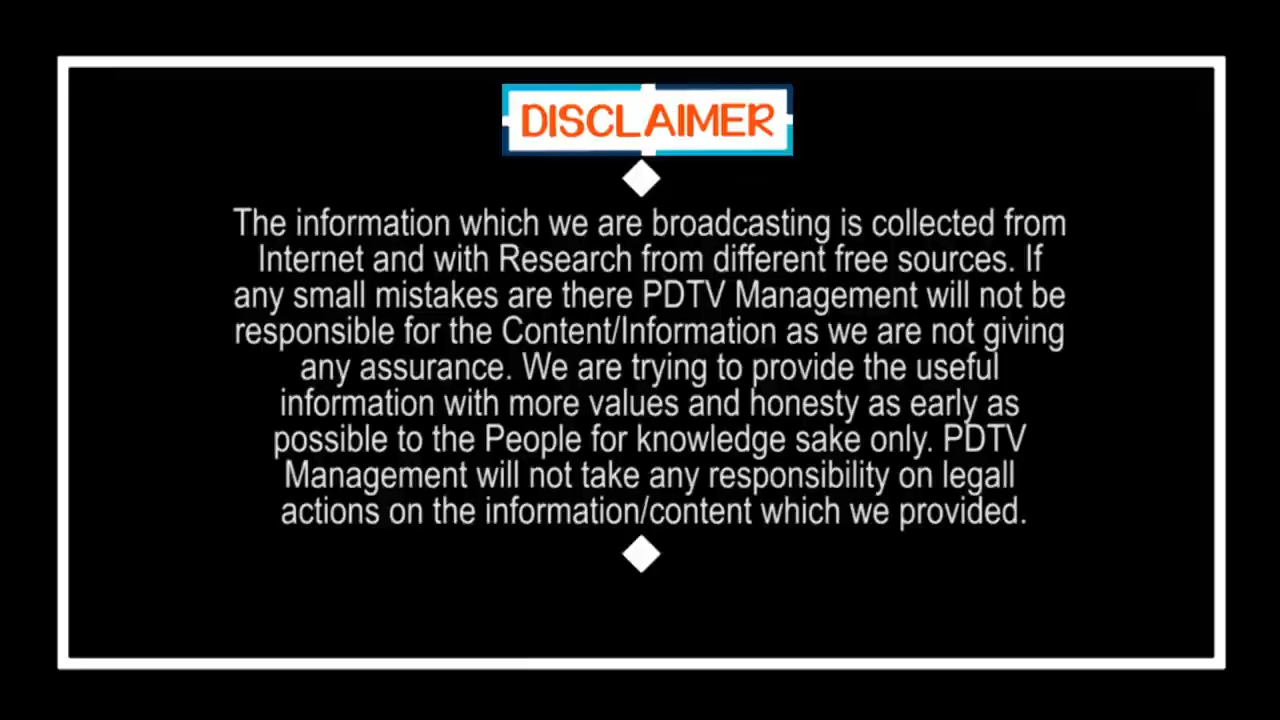 DISCLAIMER
The information which we are broadcasting is collected from
Internet and with Research from different free sources. If
any small mistakes are there PDTV Management will not be
responsible for the Content/Information as we are not giving
any assurance. We are trying to provide the useful
information with more values and honesty as early as
possible to the People for knowledge sake only. PDTV
Management will not take any responsibility on legall
actions on the information/content which we provided.